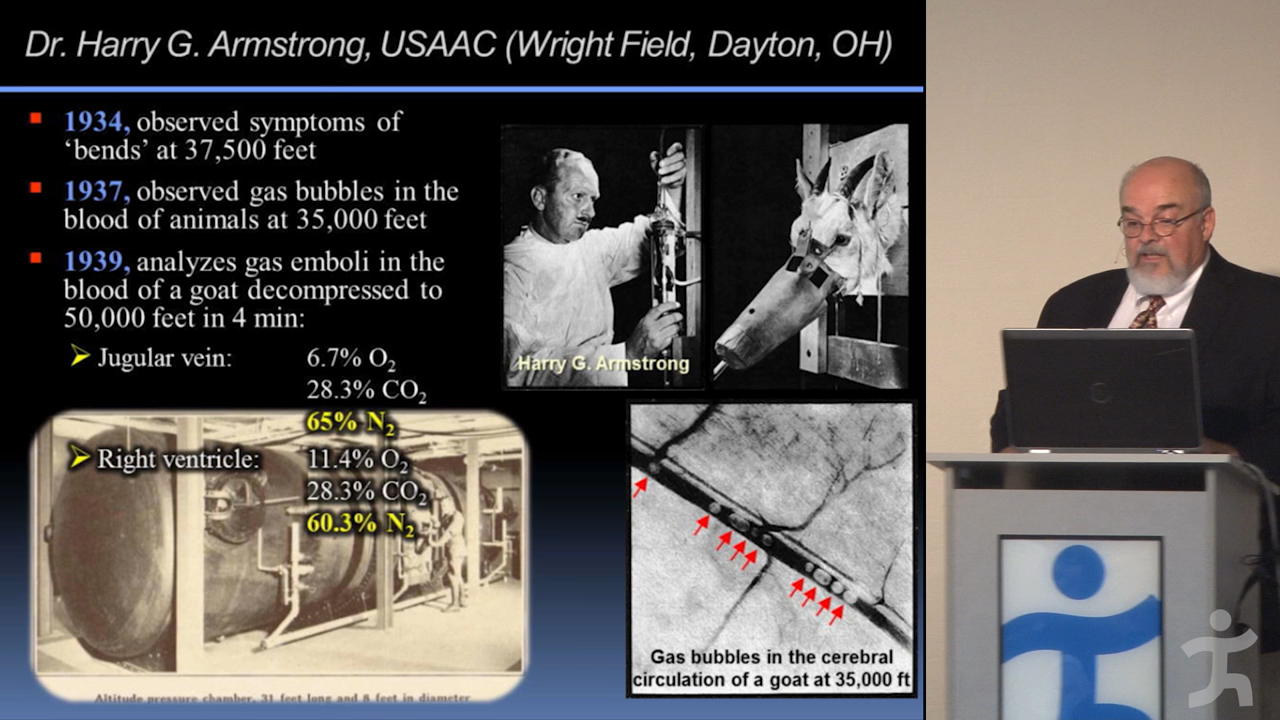 Dr. Harry G. Armstrong, USAAC (Wright Field, Dayton, OH)
1934, observed symptoms of
‘bends’ at 37,500 feet
1937, observed gas bubbles in the
blood of animals at 35,000 feet
1939, analyzes gas emboli in the
blood of a goat decompressed to
50,000 feet in 4 min:
Jugular vein: 6.7% O₂
28.3% CO₂
65% N₂
Right ventricle: 11.4% O₂
28.3% CO₂
60.3% N₂
Altitude pressure chamber, 31 feet long and 8 feet in diameter
Harry G. Armstrong
Gas bubbles in the cerebral
circulation of a goat at 35,000 ft